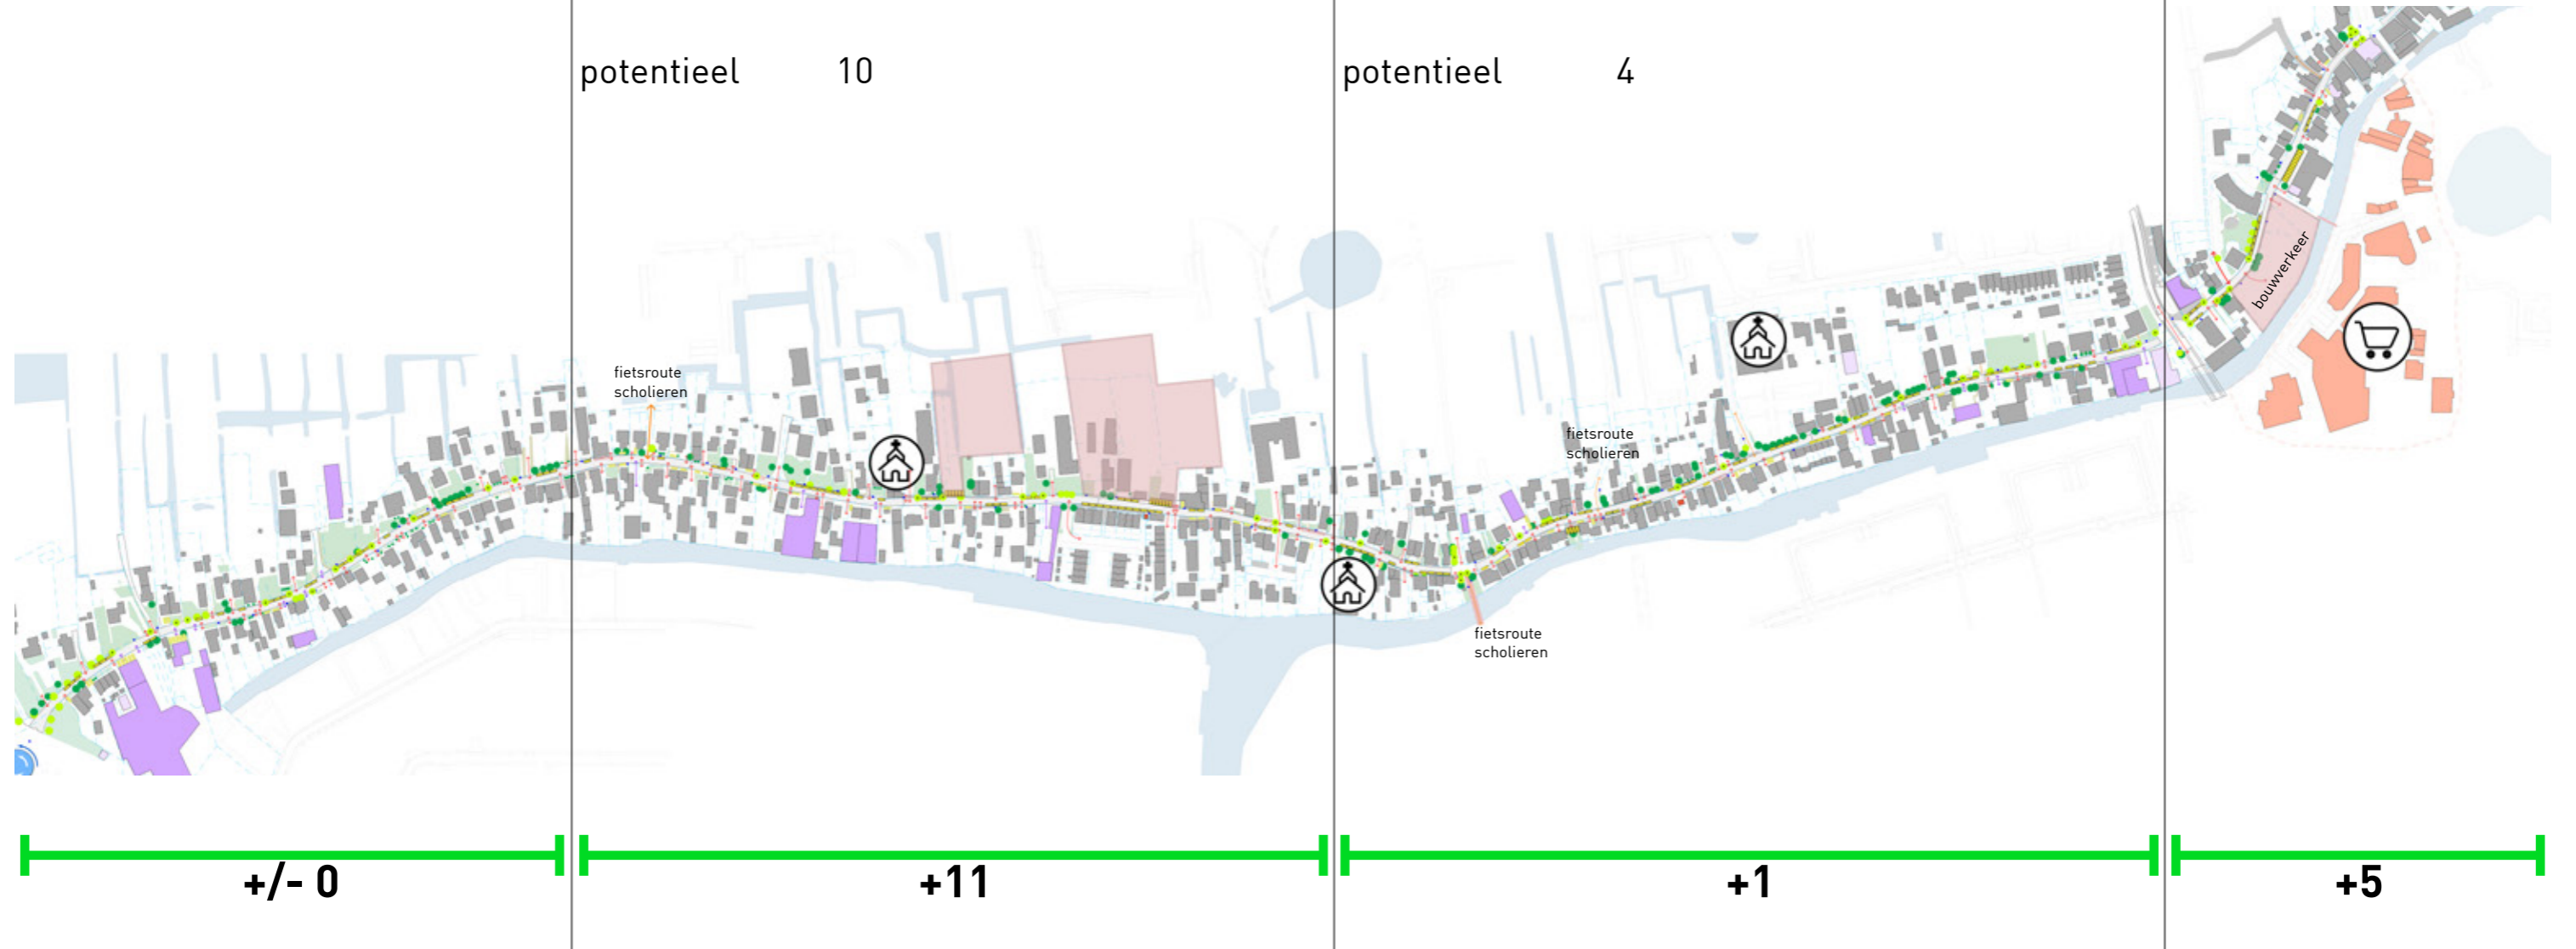 potentieel 10
potentieel 4
bouwverkeer
fietsroute
scholieren
fietsroute
scholieren
fietsroute
scholieren
+/- 0
+11
+1
+5